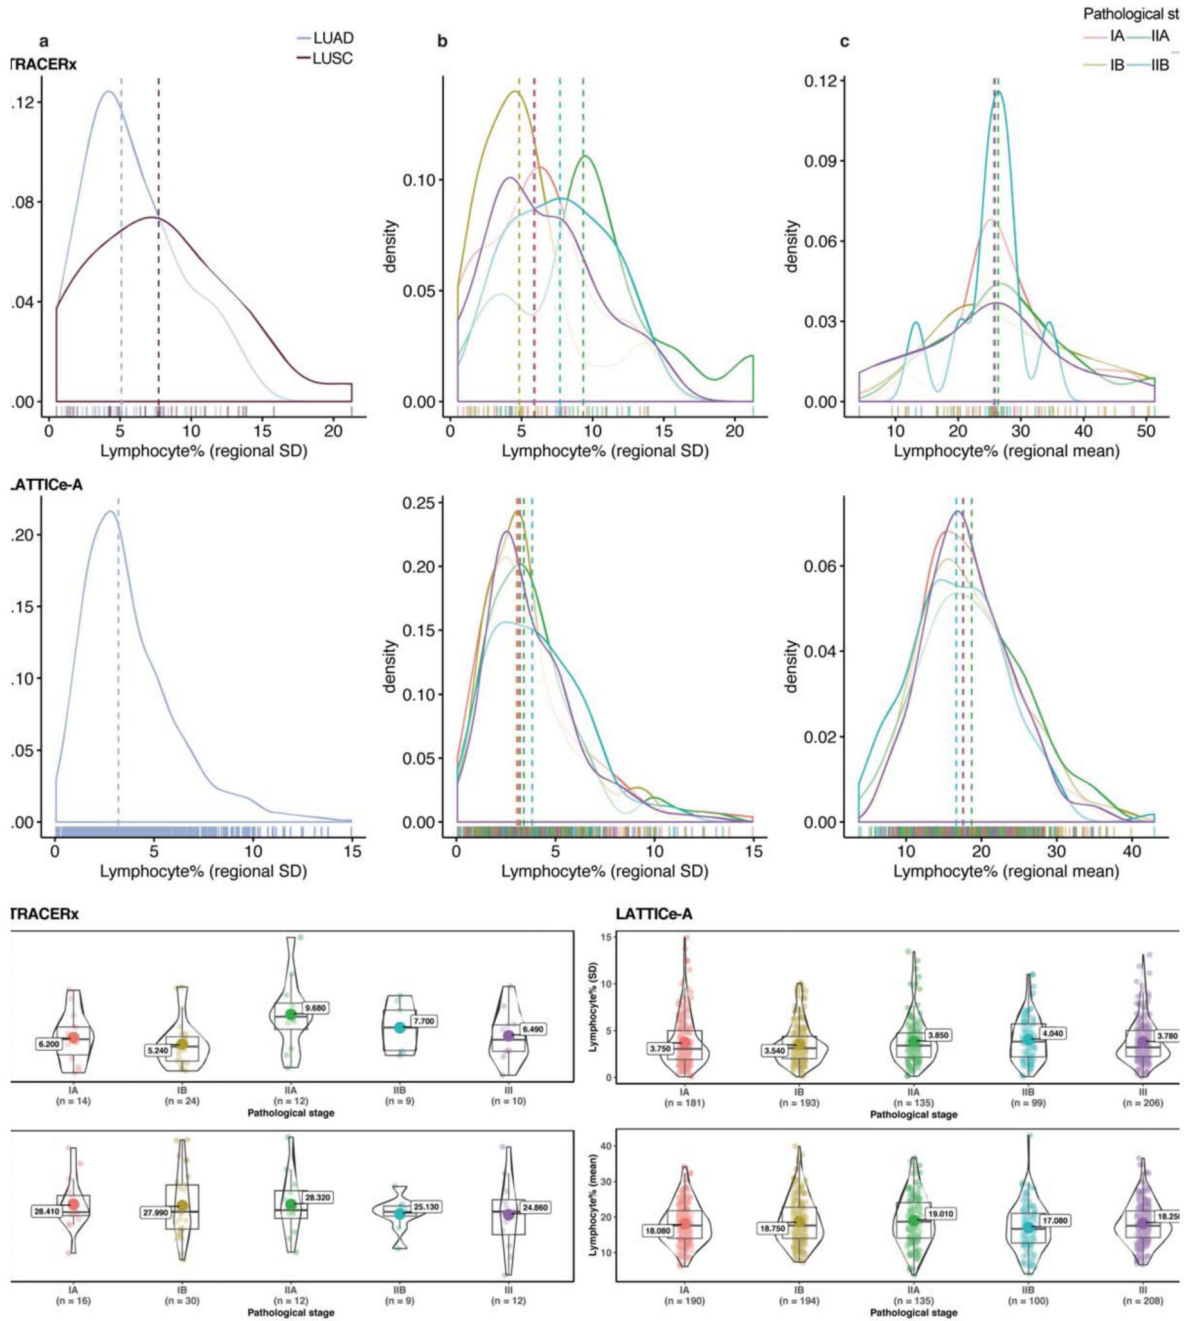 a
b
c
Pathological st
LUAD
LUSC
IA
IIA
IB
IIB
TRACERx
.12
.08
.04
.00
0 5 10 15 20
Lymphocyte% (regional SD)
density
0.10
0.05
0.00
0 5 10 15 20
Lymphocyte% (regional SD)
density
0.12
0.09
0.06
0.03
0.00
10 20 30 40 50
Lymphocyte% (regional mean)
LATTICe-A
.20
.15
.10
.05
.00
0 5 10 15
Lymphocyte% (regional SD)
density
0.25
0.20
0.15
0.10
0.05
0.00
0 5 10 15
Lymphocyte% (regional SD)
density
0.06
0.04
0.02
0.00
10 20 30 40
Lymphocyte% (regional mean)
TRACERx
6.200
5.240
9.680
7.700
6.490
IA IB IIA IIB III
(n = 14) (n = 24) (n = 12) (n = 9) (n = 10)
Pathological stage
28.410
27.990
28.320
25.130
24.860
IA IB IIA IIB III
(n = 16) (n = 30) (n = 12) (n = 9) (n = 12)
Pathological stage
LATTICe-A
Lymphocyte% (SD)
15
10
5
0
3.750
3.540
3.850
4.040
3.780
IA IB IIA IIB III
(n = 181) (n = 193) (n = 135) (n = 99) (n = 206)
Pathological stage
Lymphocyte% (mean)
40
30
20
10
18.080
18.750
19.010
17.080
18.250
IA IB IIA IIB III
(n = 190) (n = 194) (n = 135) (n = 100) (n = 208)
Pathological stage